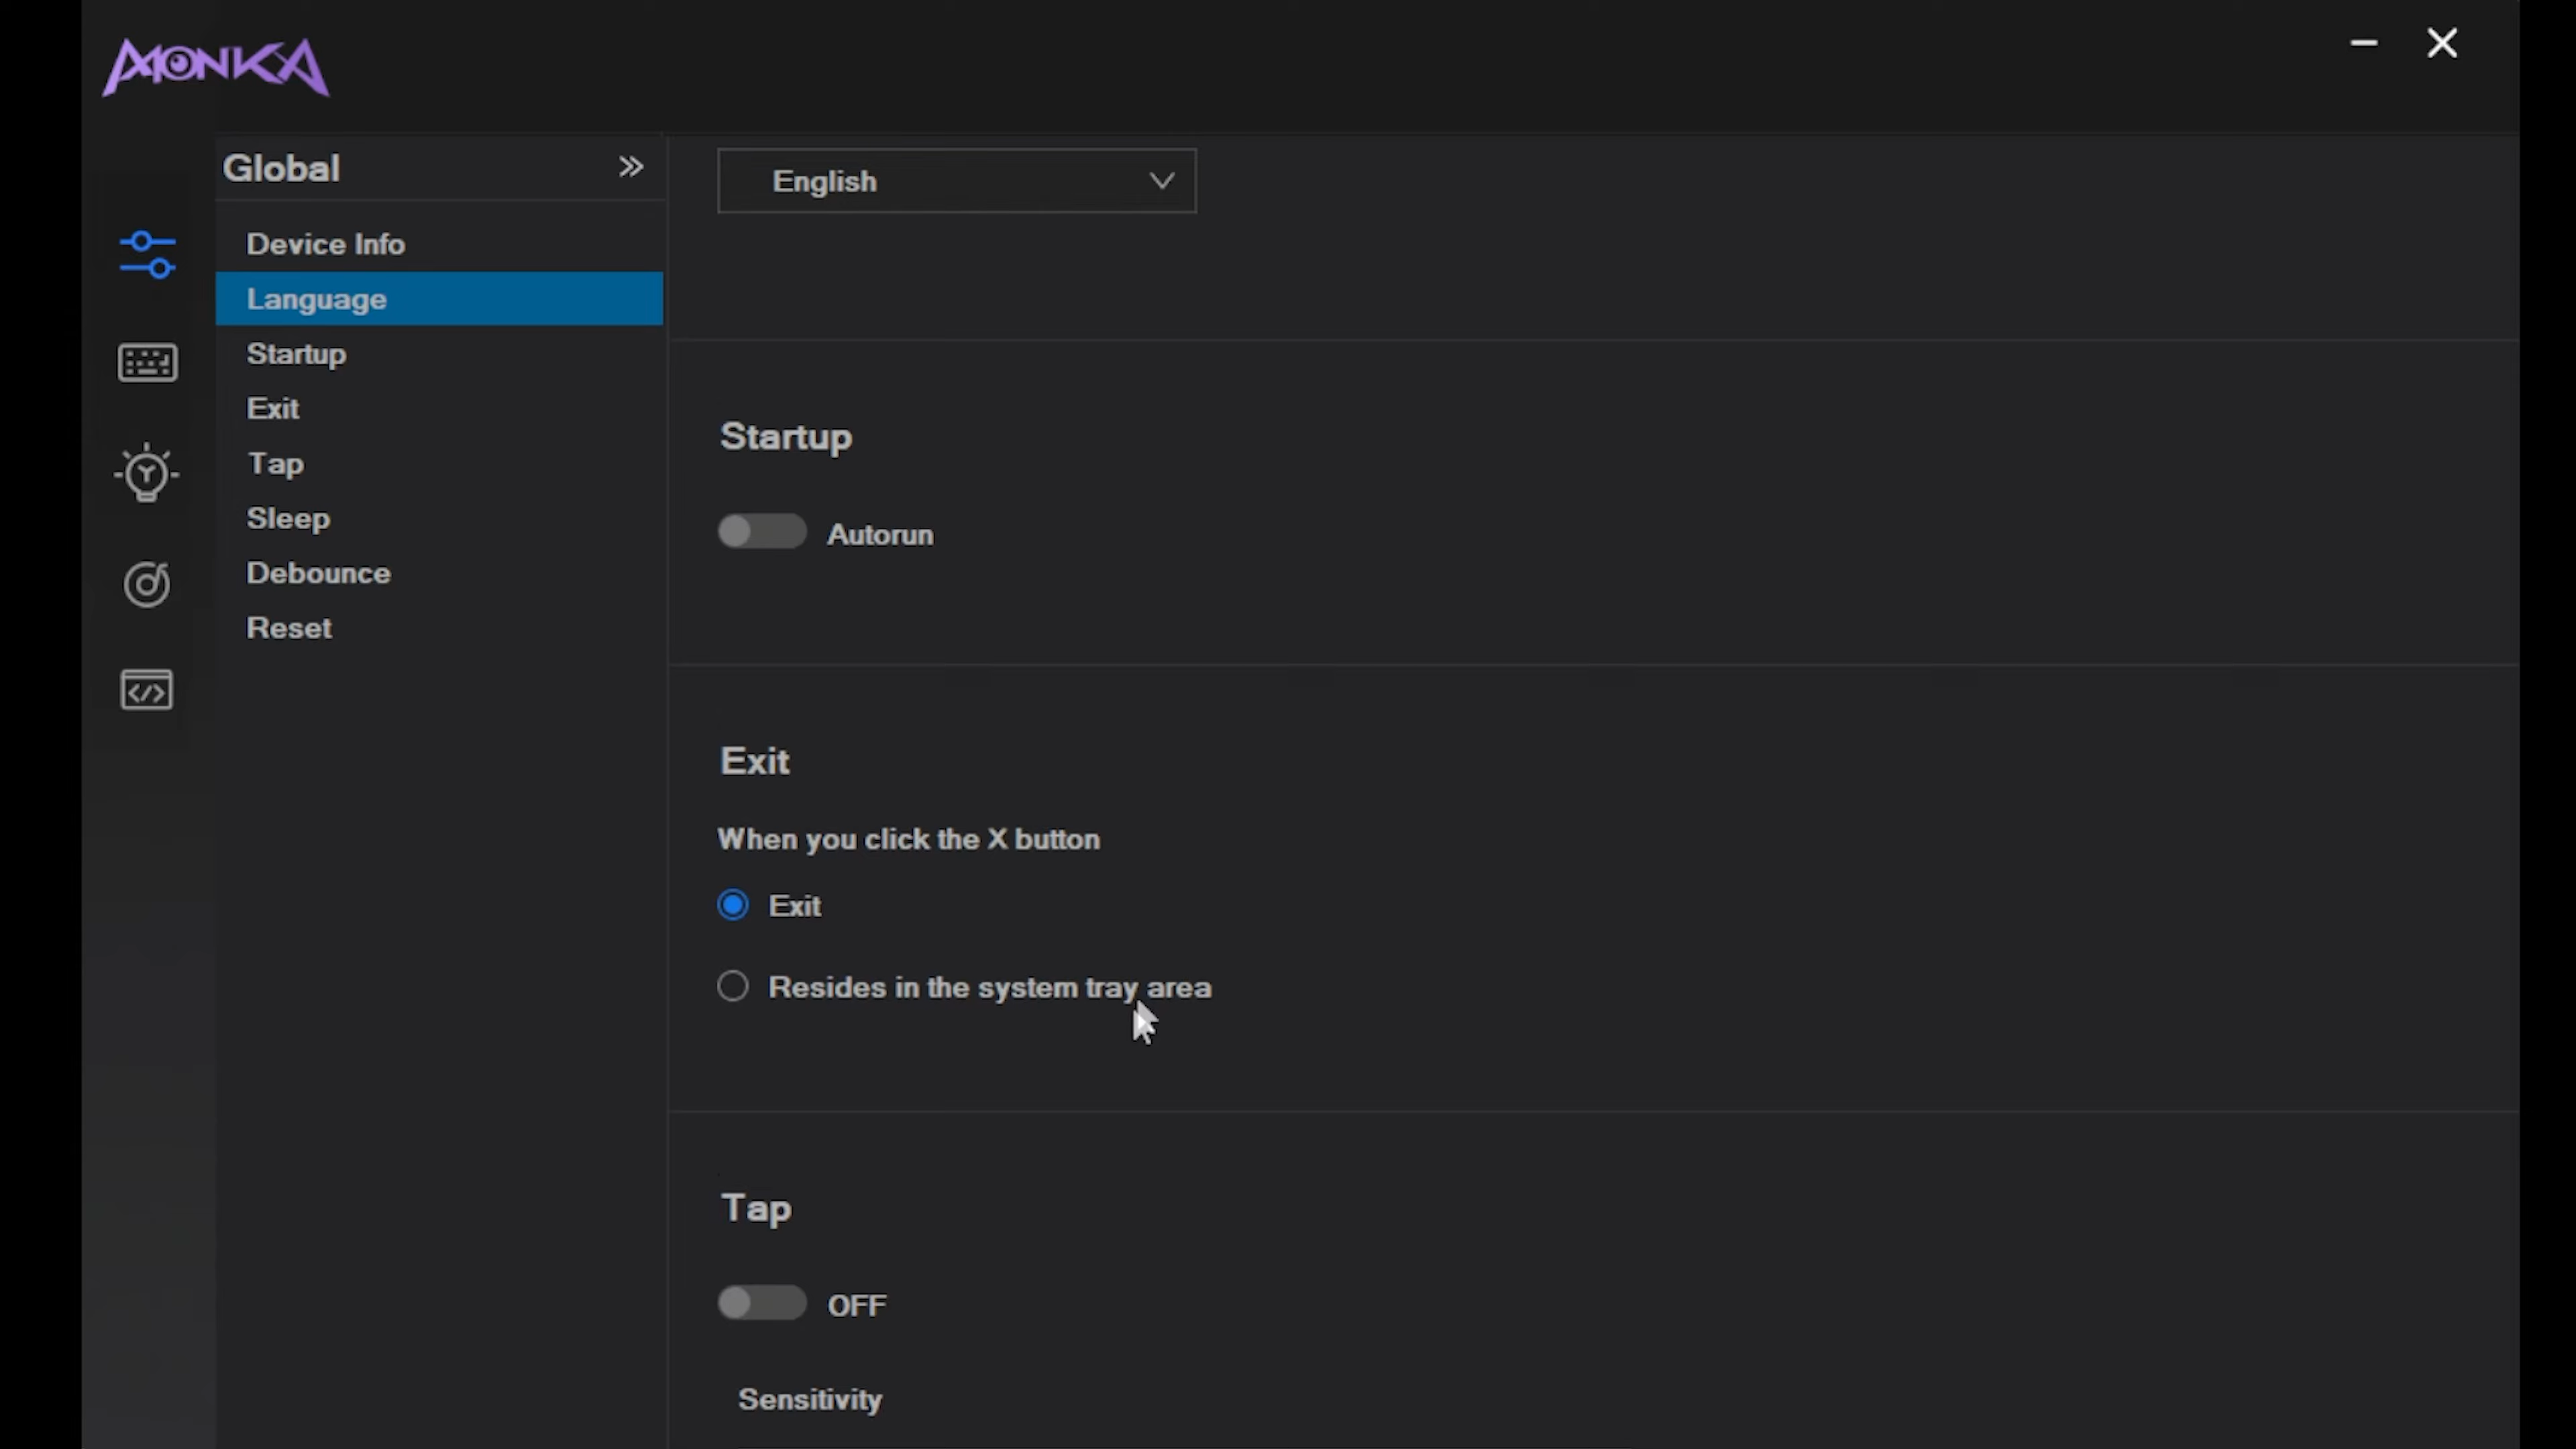 MONKA
Global
Device Info
Language
Startup
Exit
Tap
Sleep
Debounce
Reset
English
Startup
Autorun
Exit
When you click the X button
Exit
Resides in the system tray area
Tap
OFF
Sensitivity